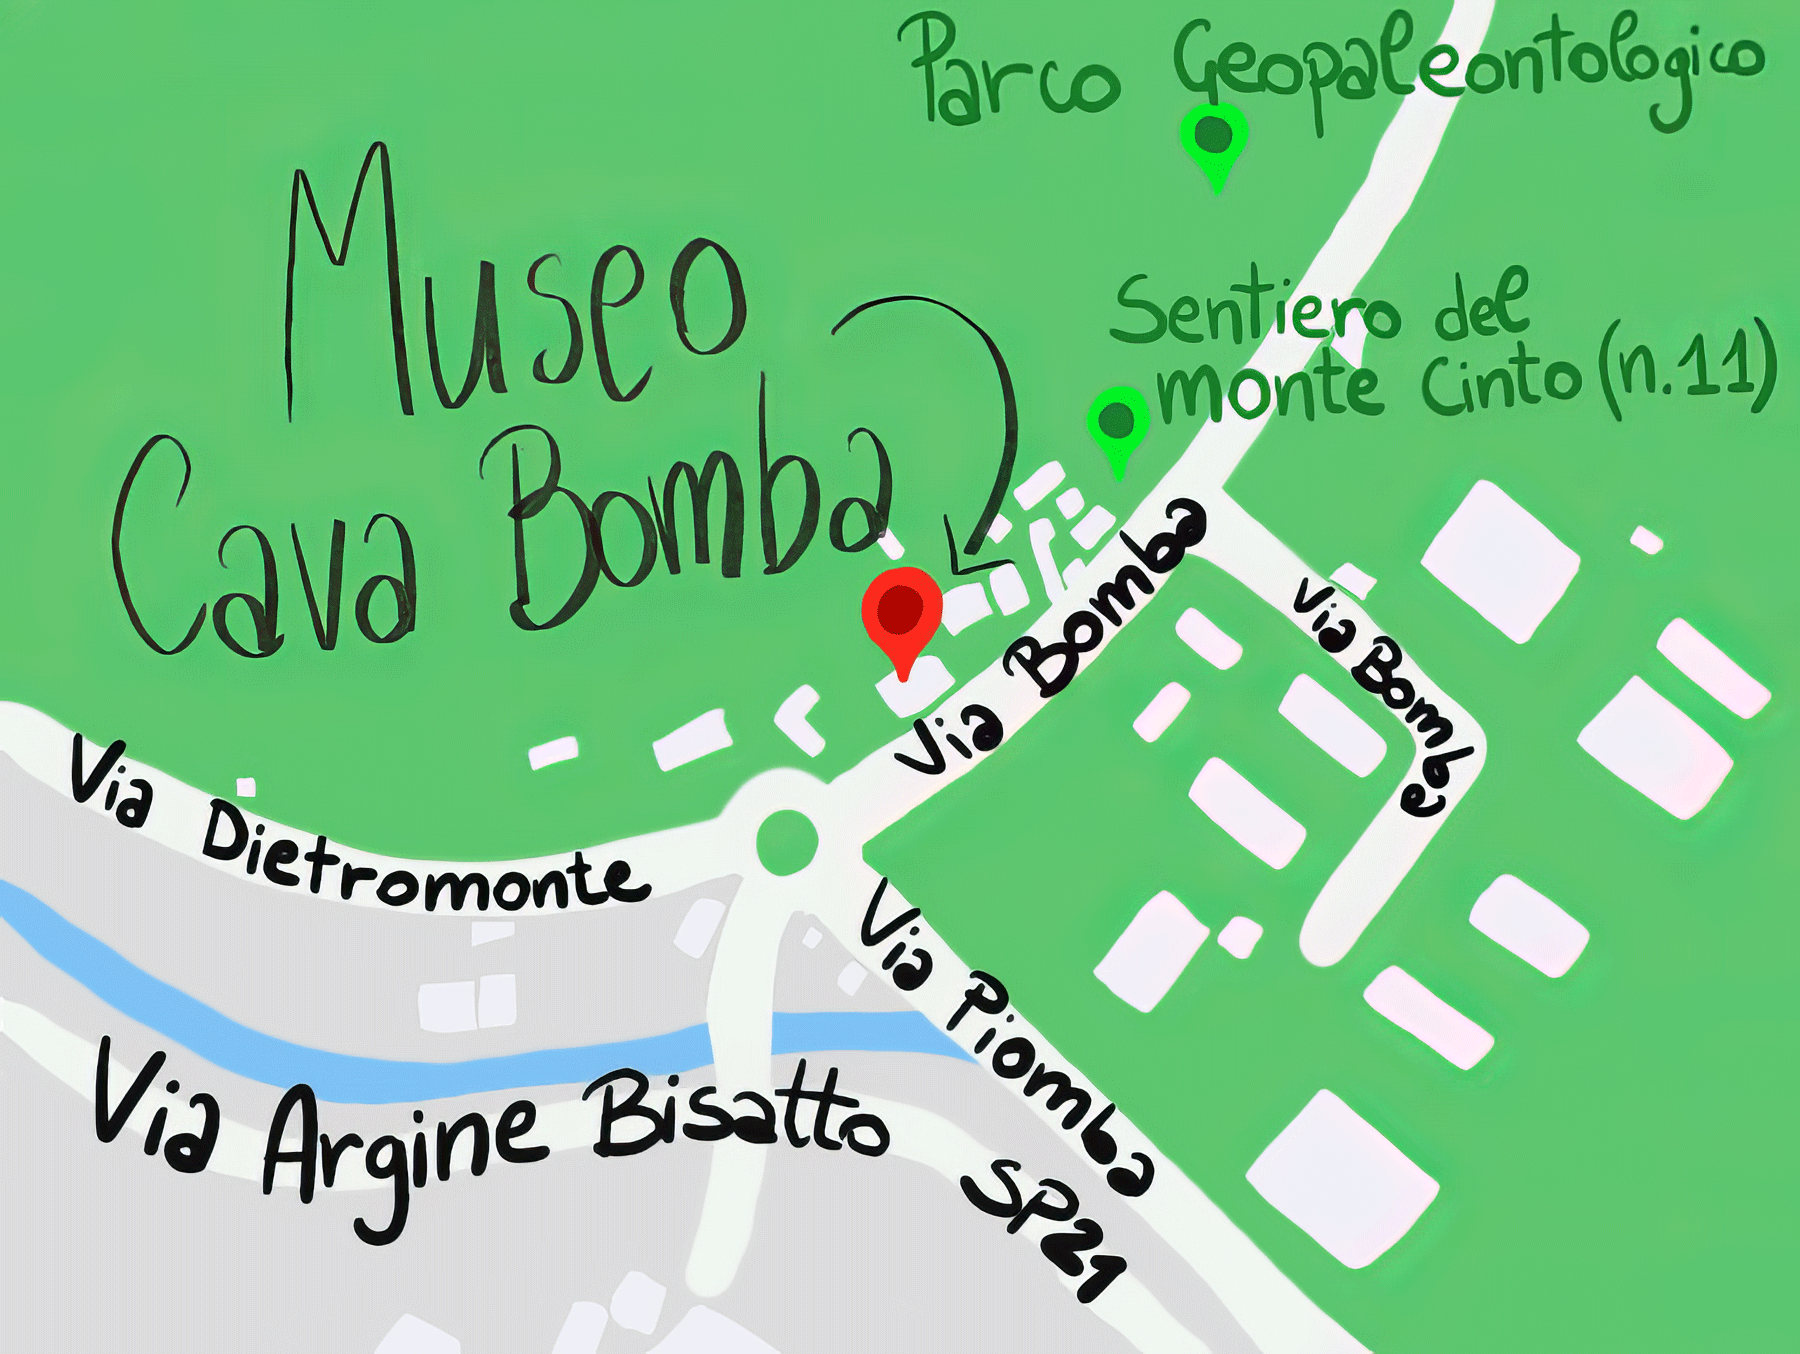 Parco Geopaleontologico
Museo
Cava Bomba
Sentiero del
monte Cinto (n.11)
Via Bomba
Via Bombe
Via Dietromonte
Via Piomba
Via Argine Bisatto
SP21